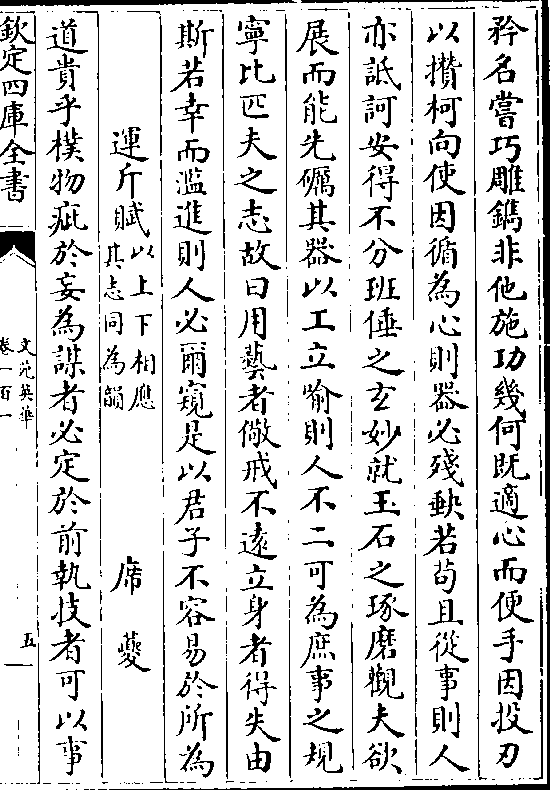 矜名嘗巧雕鐫非他施功幾何既適心而便手因投刃
以攢柯向使因循為心則器必殘缺若苟且從事則人
亦詆訶安得不分班倕之玄妙就玉石之琢磨觀夫欲
展而能先礪其器以工立喻則人不二可為庶事之規
寧比匹夫之志故曰用藝者儆戒不遠立身者得失由
斯若幸而濫進則人必爾窺是以君子不容易於所為
運斤賦以上下相應其志同為韻 席夔
道貴乎樸物疵於妄為謀者必定於前執技者可以事
欽定四庫全書
文苑英華
卷一百一
五